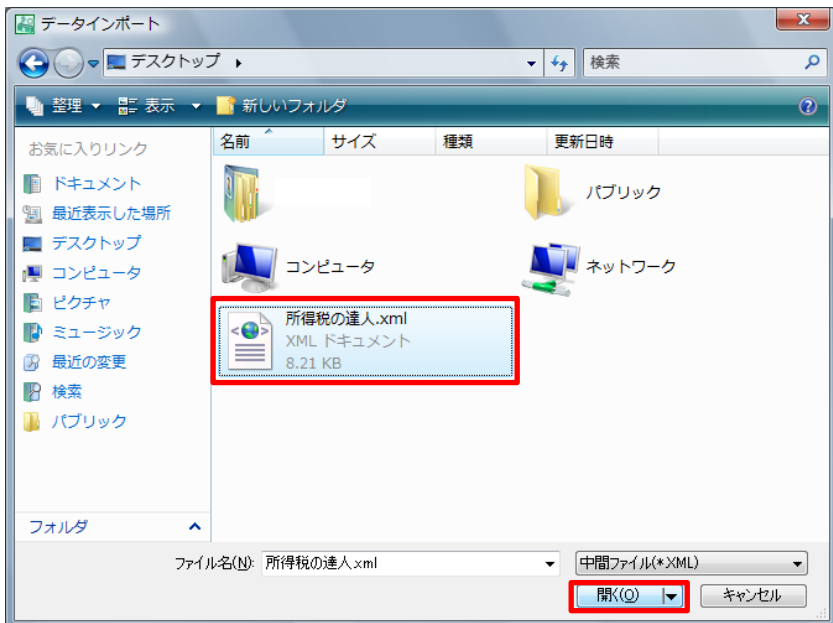 データインポート
デスクトップ
検索
整理 表示 新しいフォルダ
お気に入りリンク
ドキュメント
最近表示した場所
デスクトップ
コンピュータ
ピクチャ
ミュージック
最近の変更
検索
パブリック
フォルダ
名前 サイズ 種類 更新日時
パブリック
コンピュータ
ネットワーク
所得税の達人.xml
XML ドキュメント
8.21 KB
ファイル名(N): 所得税の達人.xml
中間ファイル(*.XML)
開く(O) キャンセル